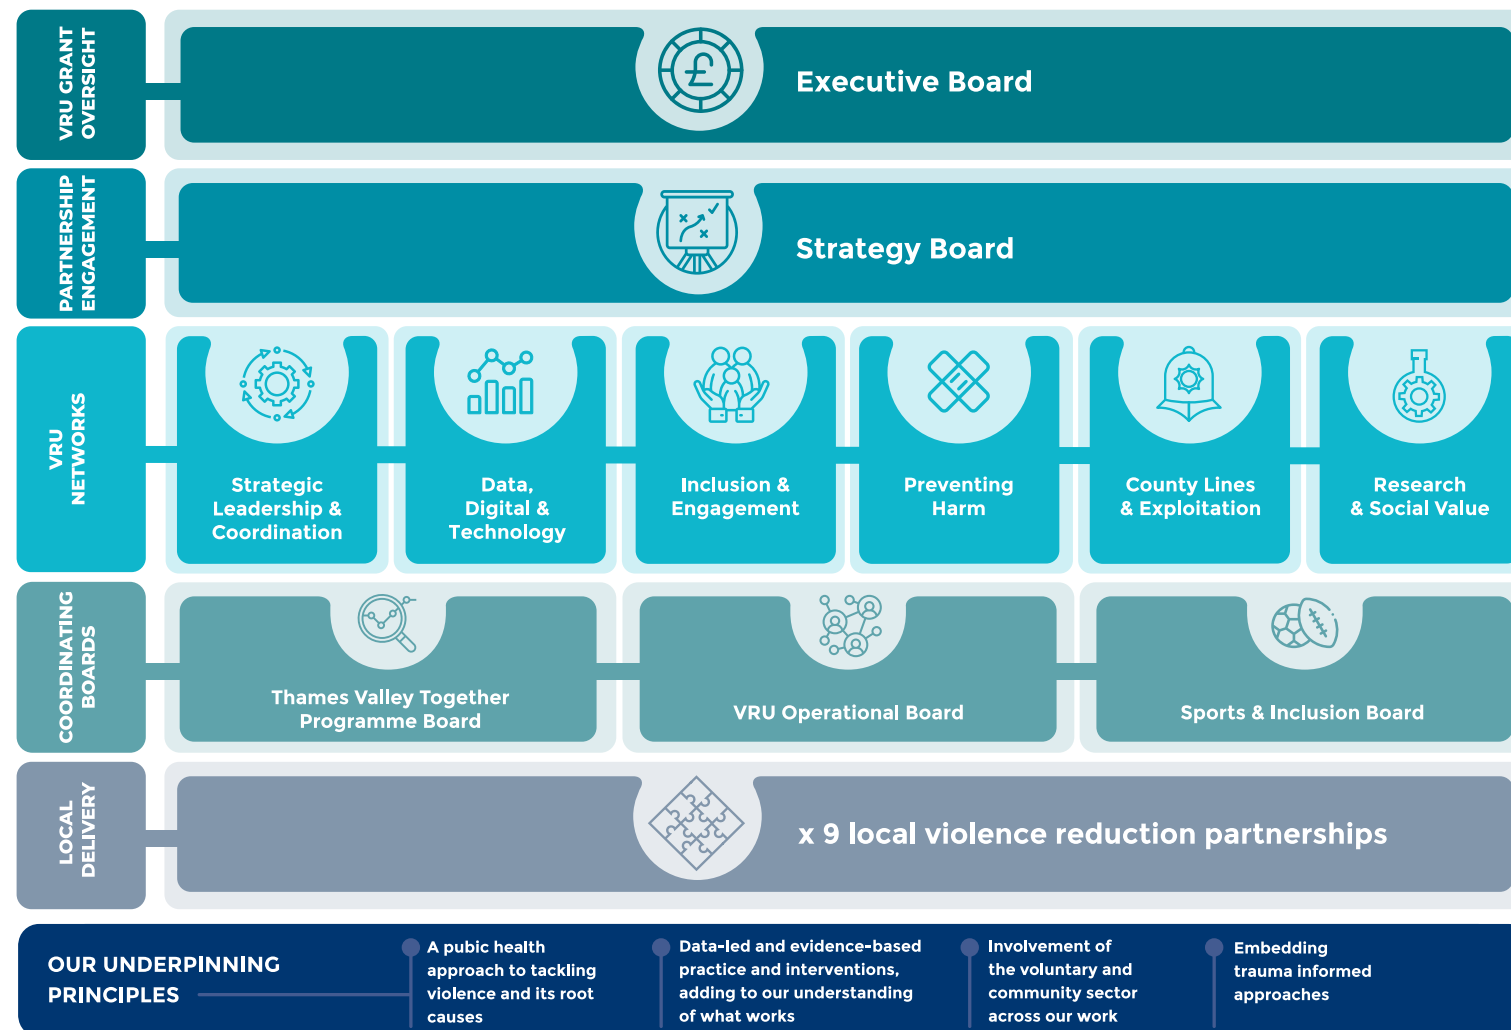 VRU GRANT
OVERSIGHT
Executive Board
PARTNERSHIP
ENGAGEMENT
Strategy Board
VRU
NETWORKS
Strategic
Leadership &
Coordination
Data,
Digital &
Technology
Inclusion &
Engagement
Preventing
Harm
County Lines
& Exploitation
Research
& Social Value
COORDINATING
BOARDS
Thames Valley Together
Programme Board
VRU Operational Board
Sports & Inclusion Board
LOCAL
DELIVERY
x 9 local violence reduction partnerships
OUR UNDERPINNING
PRINCIPLES
A pubic health
approach to tackling
violence and its root
causes
Data-led and evidence-based
practice and interventions,
adding to our understanding
of what works
Involvement of
the voluntary and
community sector
across our work
Embedding
trauma informed
approaches